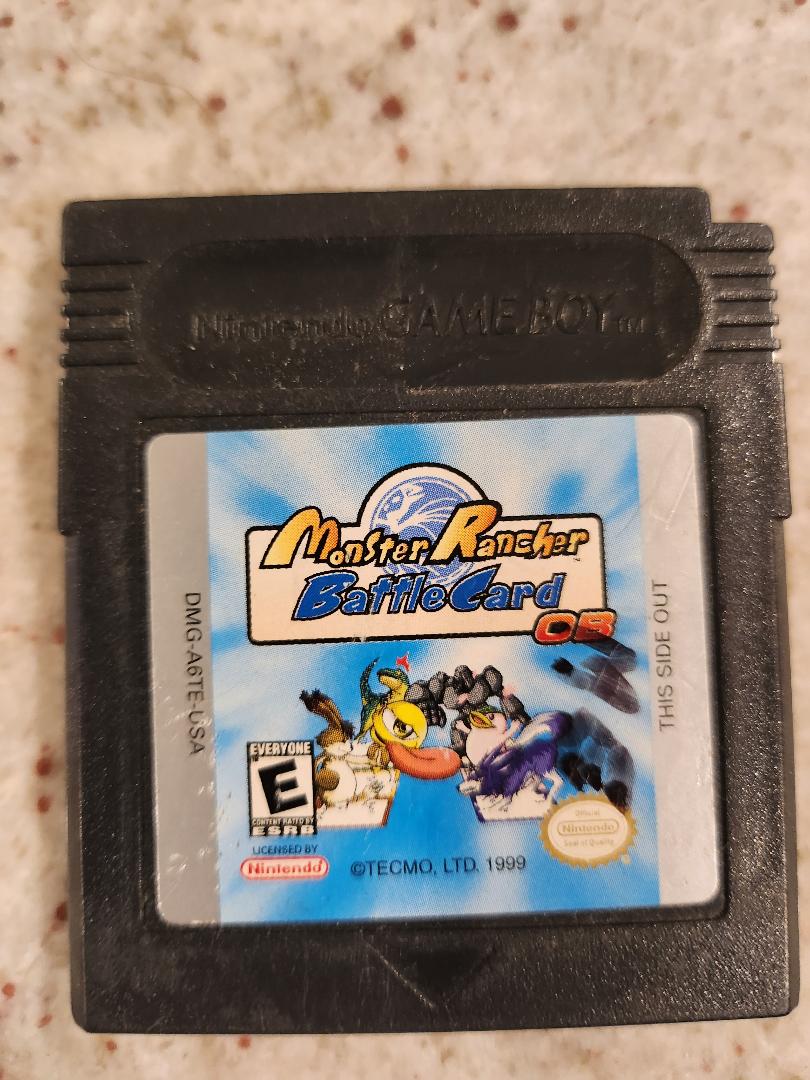 Nintendo GAME BOY TM
Monster Rancher
Battle Card
GB
DMG-A6TE-USA
THIS SIDE OUT
EVERYONE
E
CONTENT RATED BY
ESRB
LICENSED BY
Nintendo
©TECMO, LTD. 1999
Official
Nintendo
Seal of Quality